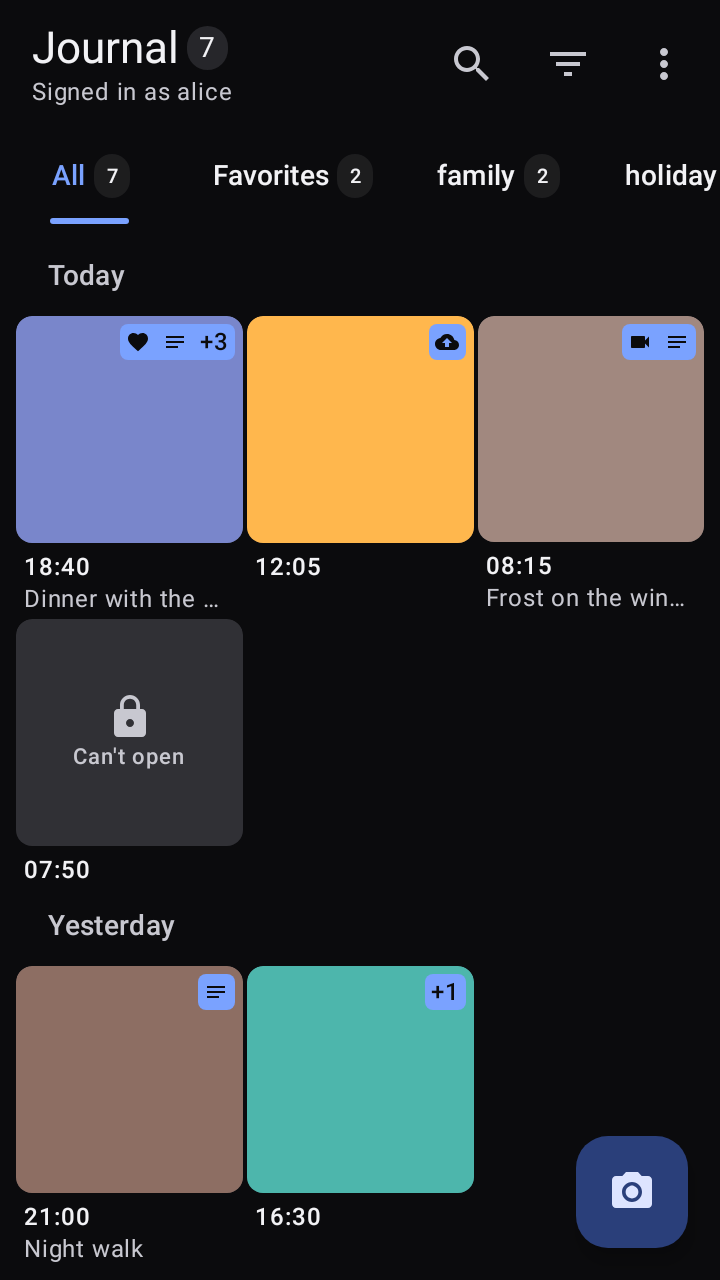 Journal 7
Signed in as alice
All 7 Favorites 2 family 2 holiday
Today
+3
18:40 12:05 08:15
Dinner with the … Frost on the win…
Can't open
07:50
Yesterday
+1
21:00 16:30
Night walk